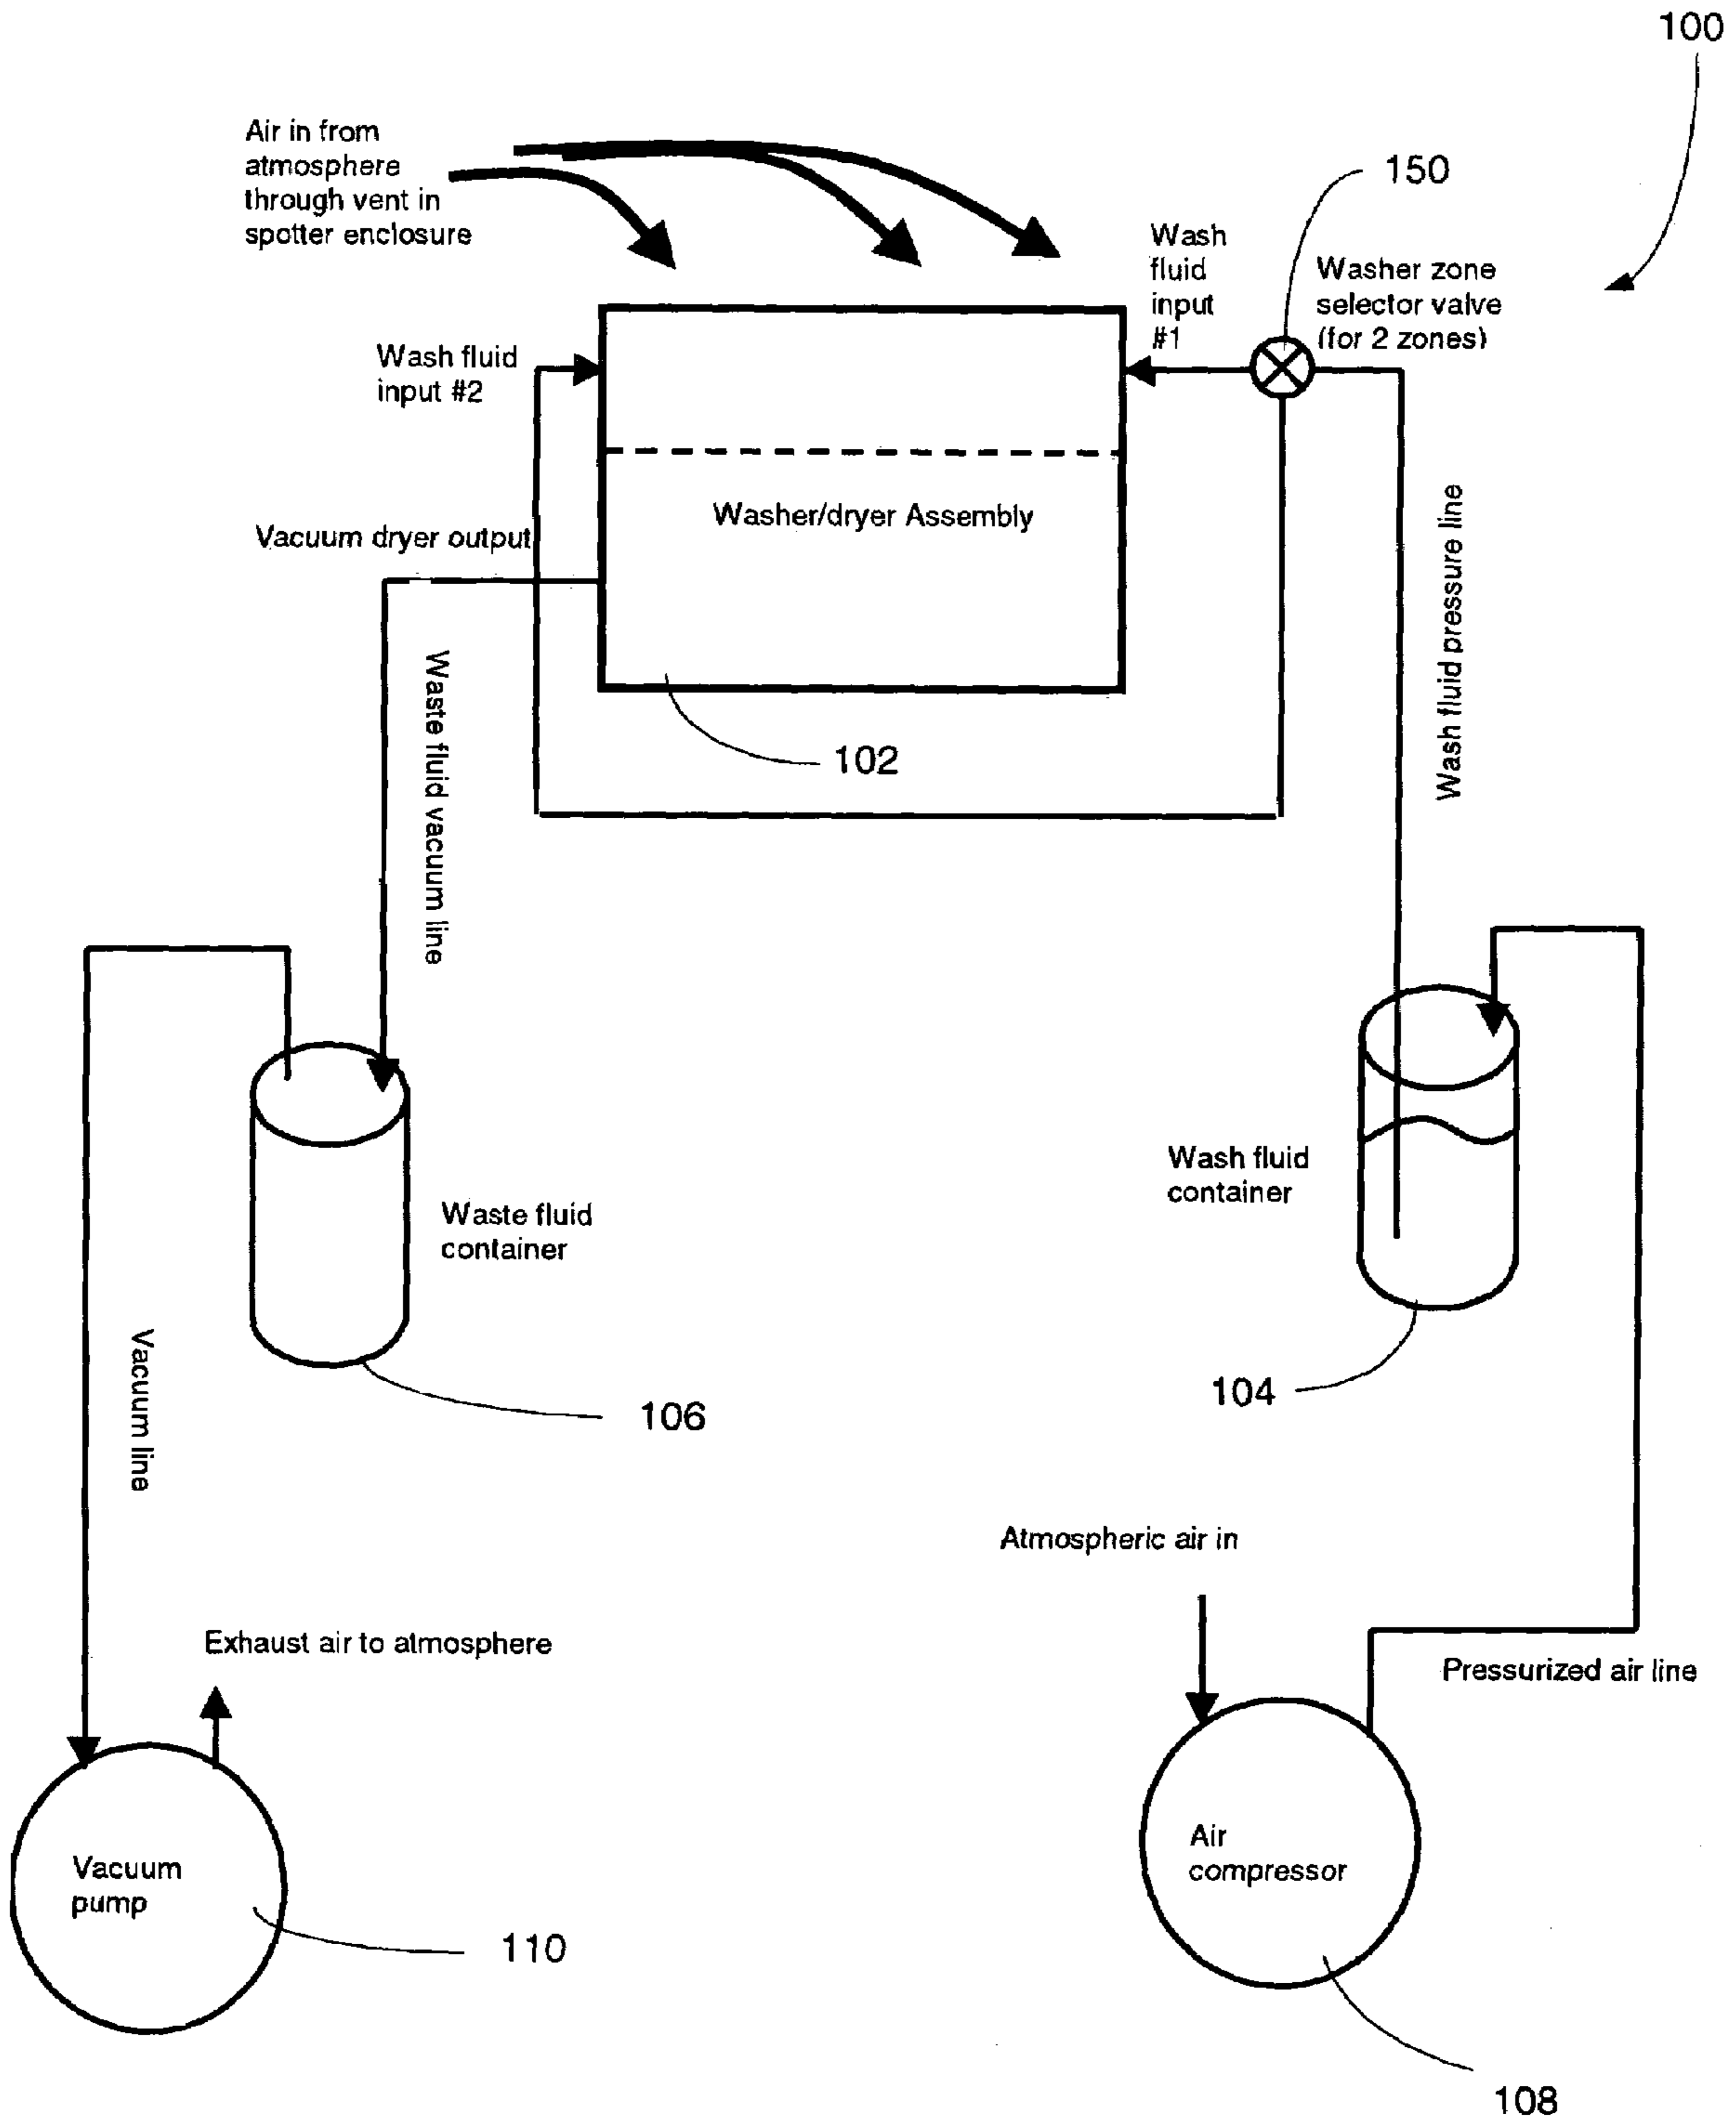 100
Air in from
atmosphere
through vent in
spotter enclosure
150
Wash
fluid
input
#1
Washer zone
selector valve
(for 2 zones)
Wash fluid
input #2
Washer/dryer Assembly
Vacuum dryer output
Wash fluid pressure line
Waste fluid vacuum line
102
Wash fluid
container
Waste fluid
container
104
106
Vacuum line
Atmospheric air in
Exhaust air to atmosphere
Pressurized air line
Air
compressor
Vacuum
pump
110
108